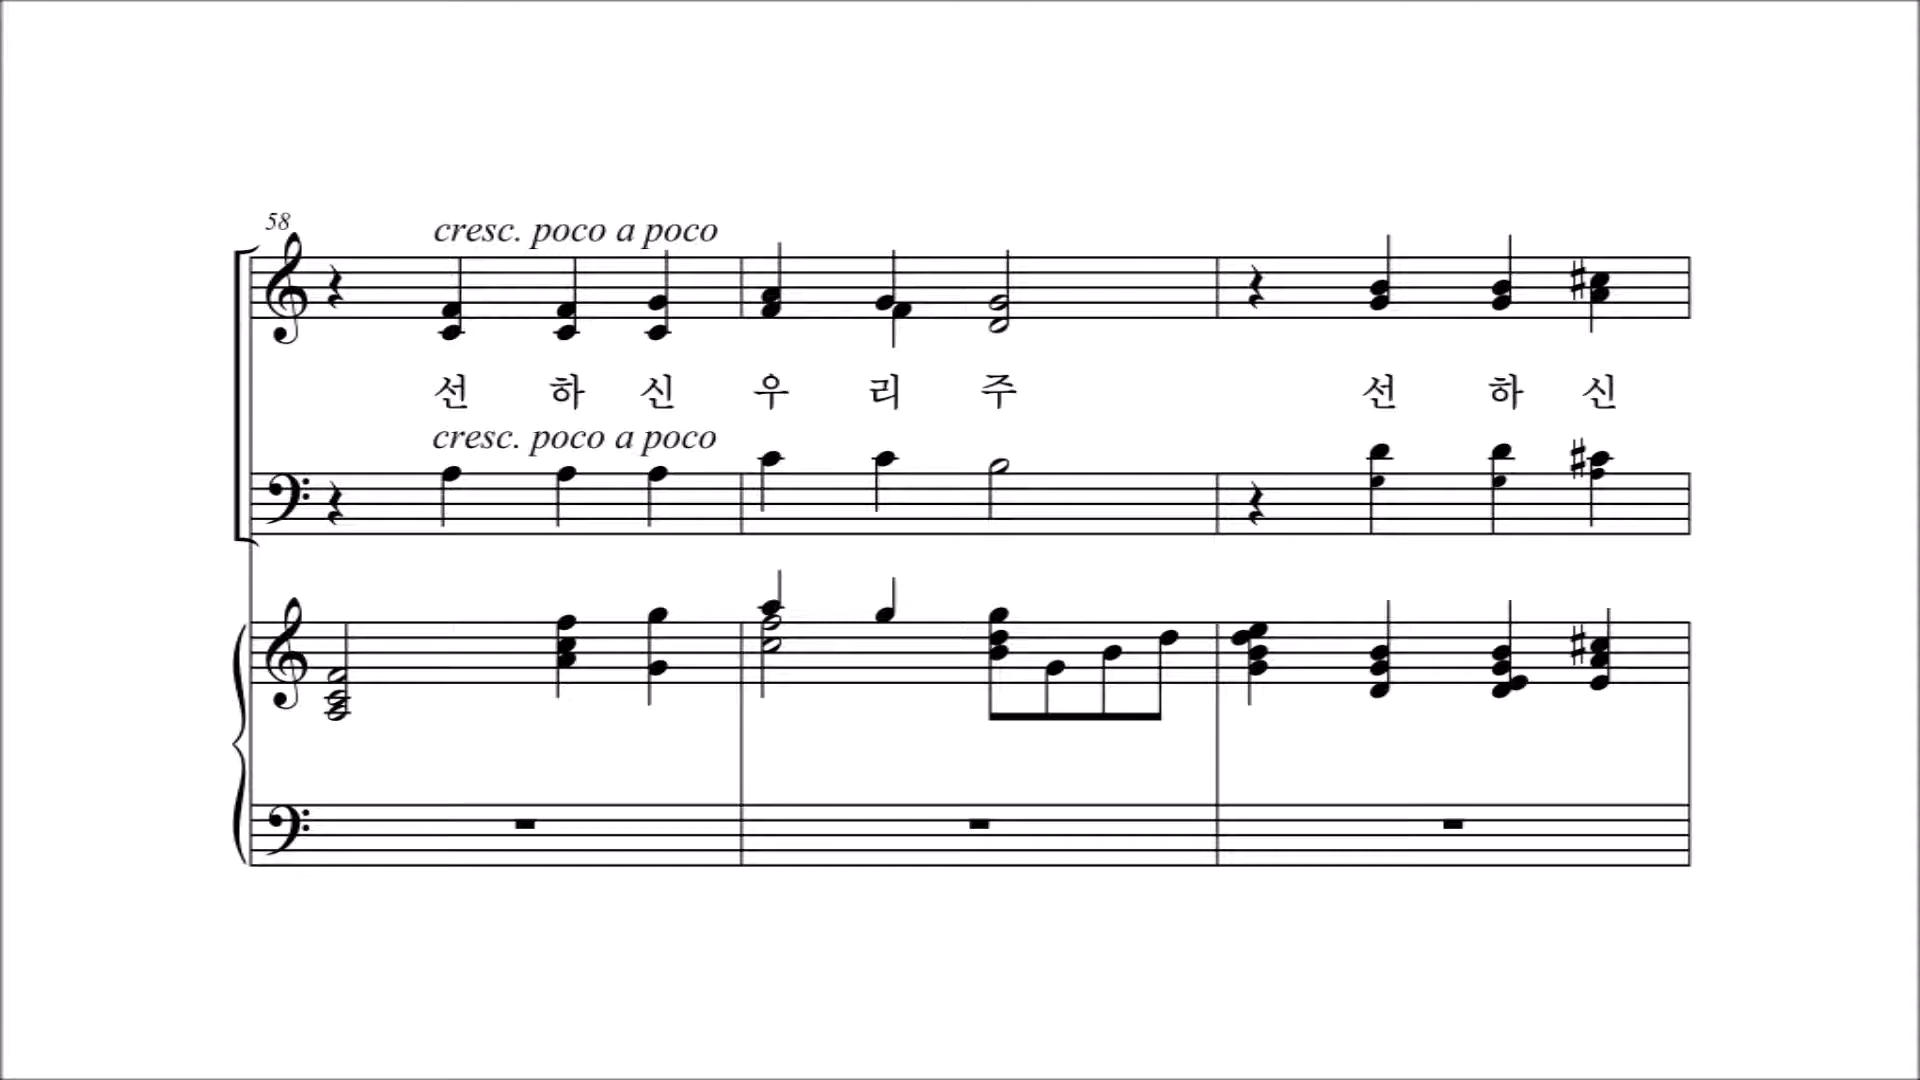 58
cresc. poco a poco
선 하 신 우 리 주 선 하 신
cresc. poco a poco